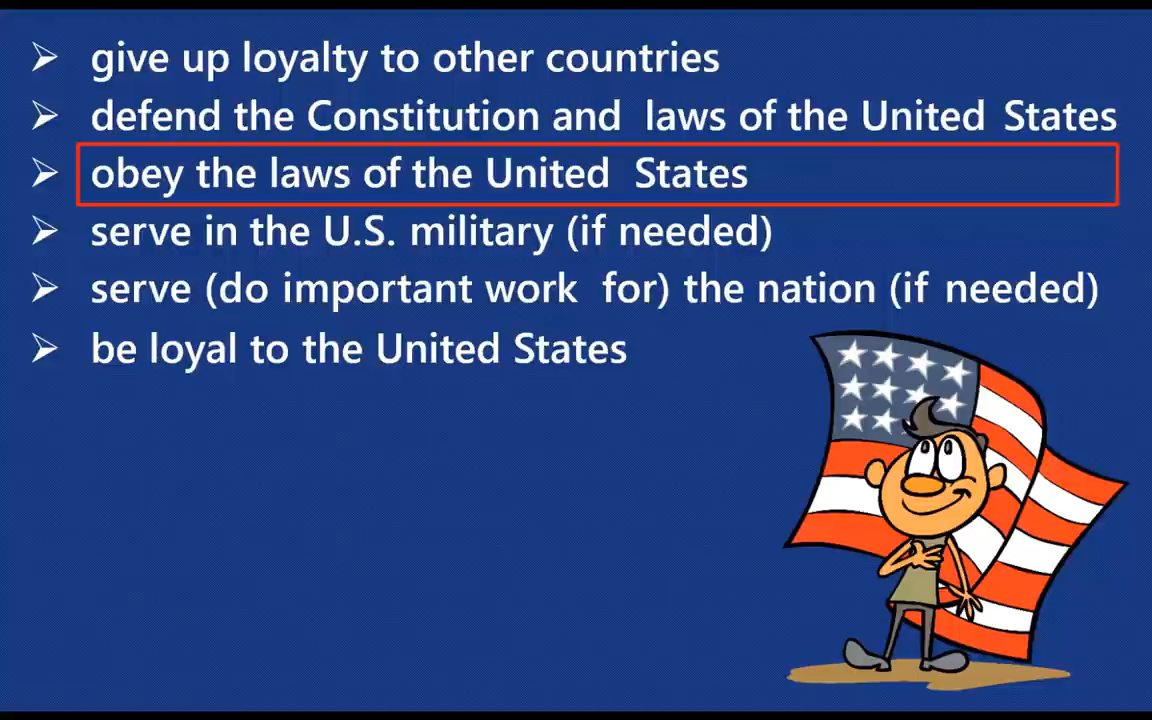 ➢ give up loyalty to other countries
➢ defend the Constitution and laws of the United States
➢ obey the laws of the United States
➢ serve in the U.S. military (if needed)
➢ serve (do important work for) the nation (if needed)
➢ be loyal to the United States